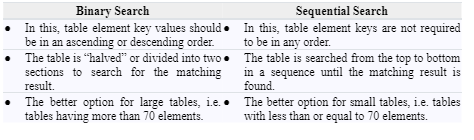 Binary Search
Sequential Search
• In this, table element key values should
be in an ascending or descending order.
• In this, table element keys are not required
to be in any order.
• The table is “halved” or divided into two
sections to search for the matching
result.
• The table is searched from the top to bottom
in a sequence until the matching result is
found.
• The better option for large tables, i.e.
tables having more than 70 elements.
• The better option for small tables, i.e. tables
with less than or equal to 70 elements.